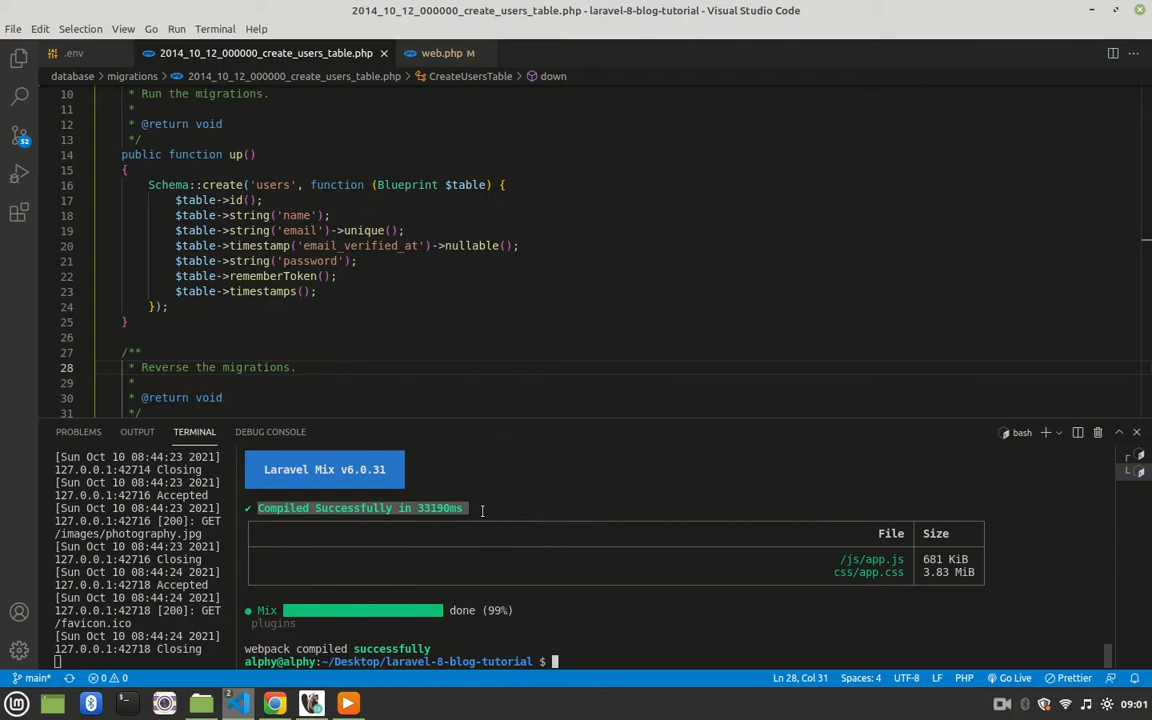 2014_10_12_000000_create_users_table.php - laravel-8-blog-tutorial - Visual Studio Code
File Edit Selection View Go Run Terminal Help
.env 2014_10_12_000000_create_users_table.php web.php M
database > migrations > 2014_10_12_000000_create_users_table.php > CreateUsersTable > down
10 * Run the migrations.
11 *
12 * @return void
13 */
14 public function up()
15 {
16 Schema::create('users', function (Blueprint $table) {
17 $table->id();
18 $table->string('name');
19 $table->string('email')->unique();
20 $table->timestamp('email_verified_at')->nullable();
21 $table->string('password');
22 $table->rememberToken();
23 $table->timestamps();
24 });
25 }
26
27 /**
28 * Reverse the migrations.
29 *
30 * @return void
31 */
52
PROBLEMS OUTPUT TERMINAL DEBUG CONSOLE
bash
[Sun Oct 10 08:44:23 2021]
127.0.0.1:42714 Closing
[Sun Oct 10 08:44:23 2021]
127.0.0.1:42716 Accepted
[Sun Oct 10 08:44:23 2021]
127.0.0.1:42716 [200]: GET
/images/photography.jpg
[Sun Oct 10 08:44:23 2021]
127.0.0.1:42716 Closing
[Sun Oct 10 08:44:24 2021]
127.0.0.1:42718 Accepted
[Sun Oct 10 08:44:24 2021]
127.0.0.1:42718 [200]: GET
/favicon.ico
[Sun Oct 10 08:44:24 2021]
127.0.0.1:42718 Closing
Laravel Mix v6.0.31
✔ Compiled Successfully in 33190ms
File Size
/js/app.js 681 KiB
css/app.css 3.83 MiB
● Mix done (99%)
plugins
webpack compiled successfully
alphy@alphy:~/Desktop/laravel-8-blog-tutorial $
main* 0 0 Ln 28, Col 31 Spaces: 4 UTF-8 LF PHP Go Live Prettier
2
09:01